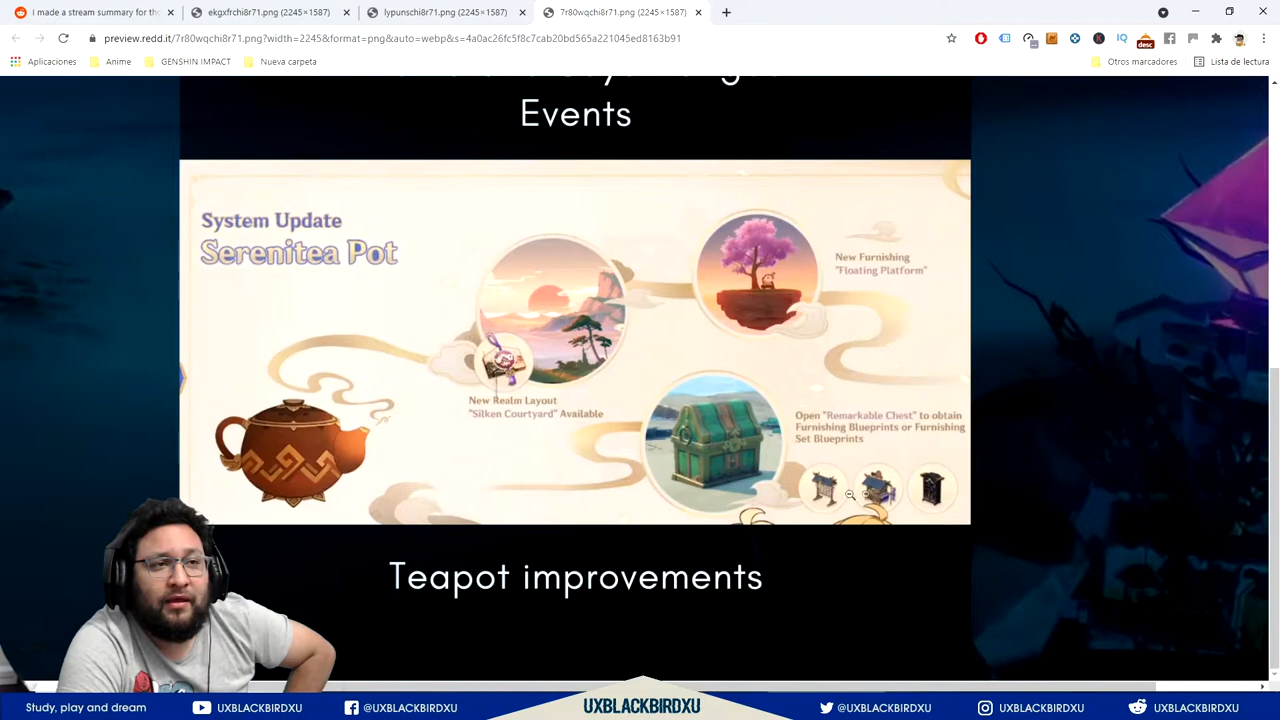 I made a stream summary for tho
ekgxfrchi8r71.png (2245×1587)
lypunschi8r71.png (2245×1587)
7r80wqchi8r71.png (2245×1587)
preview.redd.it/7r80wqchi8r71.png?width=2245&format=png&auto=webp&s=4a0ac26fc5f8c7cab20bd565a221045ed8163b91
IQ
desc
Aplicaciones
Anime
GENSHIN IMPACT
Nueva carpeta
Otros marcadores
Lista de lectura
Events
System Update
Serenitea Pot
New Furnishing
"Floating Platform"
New Realm Layout
"Silken Courtyard" Available
Open "Remarkable Chest" to obtain
Furnishing Blueprints or Furnishing
Set Blueprints
Teapot improvements
Study, play and dream
UXBLACKBIRDXU
@UXBLACKBIRDXU
UXBLACKBIRDXU
@UXBLACKBIRDXU
UXBLACKBIRDXU
UXBLACKBIRDXU